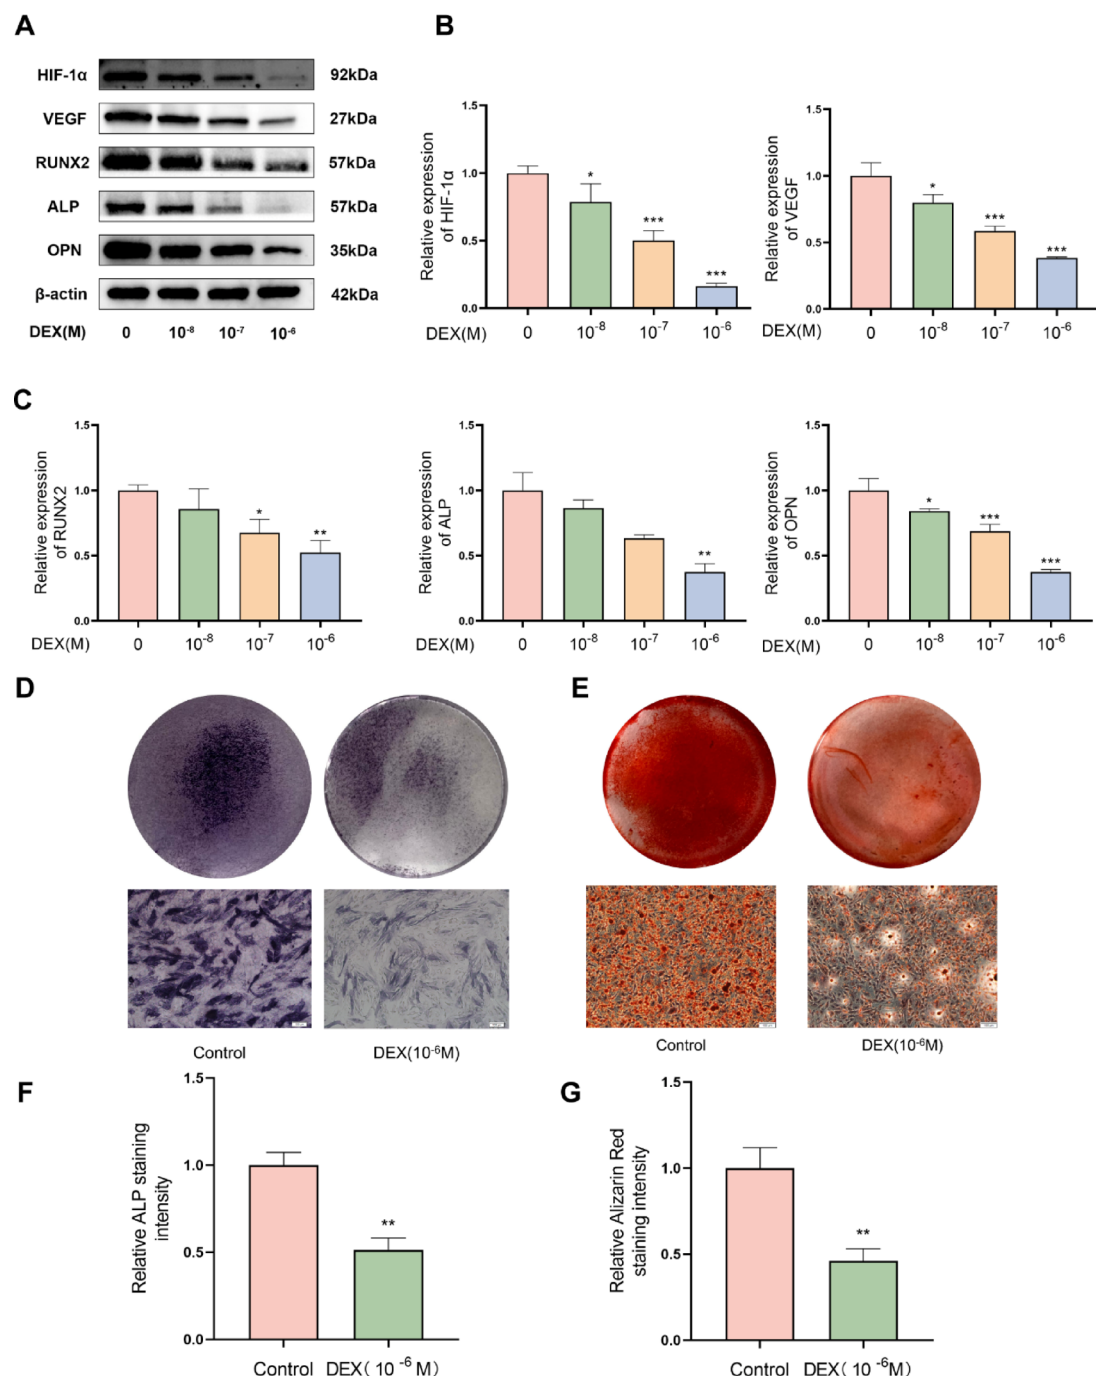 A
HIF-1α 92kDa
VEGF 27kDa
RUNX2 57kDa
ALP 57kDa
OPN 35kDa
β-actin 42kDa
DEX(M) 0 10-8 10-7 10-6
B
Relative expression
of HIF-1α
1.5
1.0
0.5
0.0
*
***
***
DEX(M) 0 10-8 10-7 10-6
Relative expression
of VEGF
1.5
1.0
0.5
0.0
*
***
***
DEX(M) 0 10-8 10-7 10-6
C
Relative expression
of RUNX2
1.5
1.0
0.5
0.0
*
**
DEX(M) 0 10-8 10-7 10-6
Relative expression
of ALP
1.5
1.0
0.5
0.0
**
DEX(M) 0 10-8 10-7 10-6
Relative expression
of OPN
1.5
1.0
0.5
0.0
*
***
***
DEX(M) 0 10-8 10-7 10-6
D
Control DEX(10-6M)
E
Control DEX(10-6M)
F
Relative ALP staining
intensity
1.5
1.0
0.5
0.0
**
Control DEX( 10 -6 M)
G
Relative Alizarin Red
staining intensity
1.5
1.0
0.5
0.0
**
Control DEX( 10 -6M)